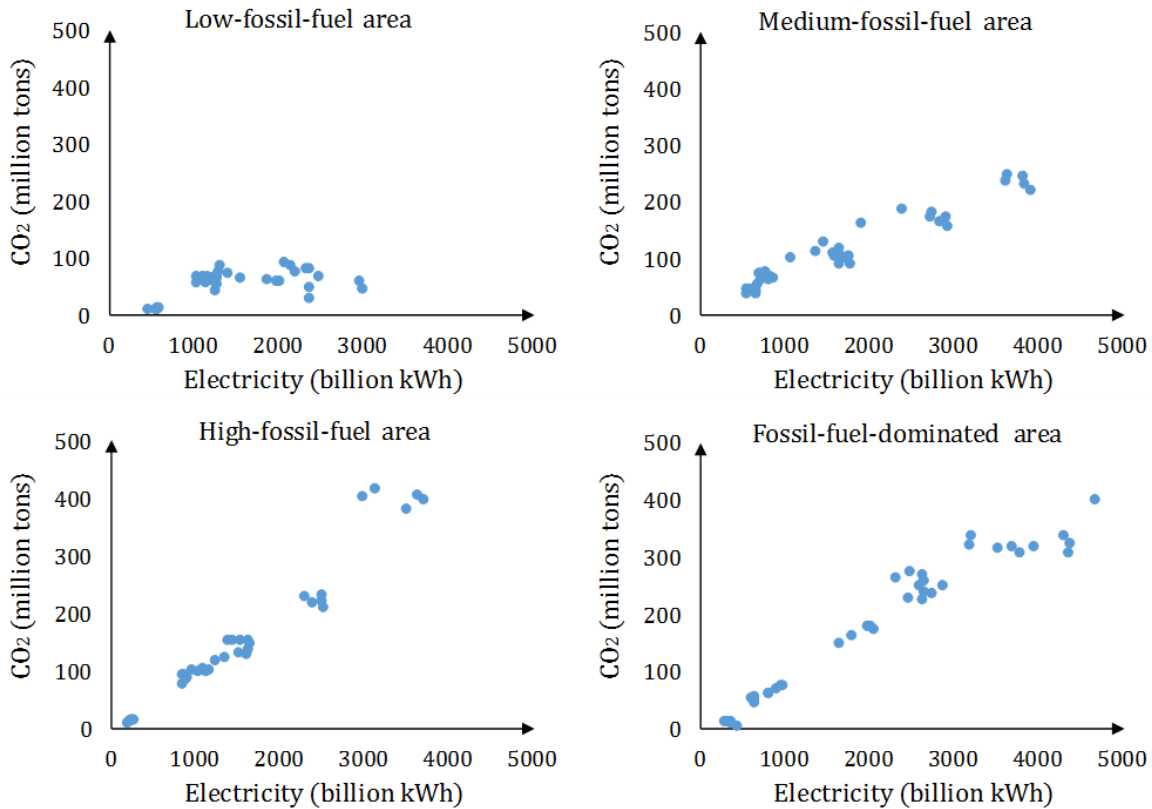 Low-fossil-fuel area
CO2 (million tons)
500
400
300
200
100
0
0 1000 2000 3000 4000 5000
Electricity (billion kWh)
Medium-fossil-fuel area
CO2 (million tons)
500
400
300
200
100
0
0 1000 2000 3000 4000 5000
Electricity (billion kWh)
High-fossil-fuel area
CO2 (million tons)
500
400
300
200
100
0
0 1000 2000 3000 4000 5000
Electricity (billion kWh)
Fossil-fuel-dominated area
CO2 (million tons)
500
400
300
200
100
0
0 1000 2000 3000 4000 5000
Electricity (billion kWh)